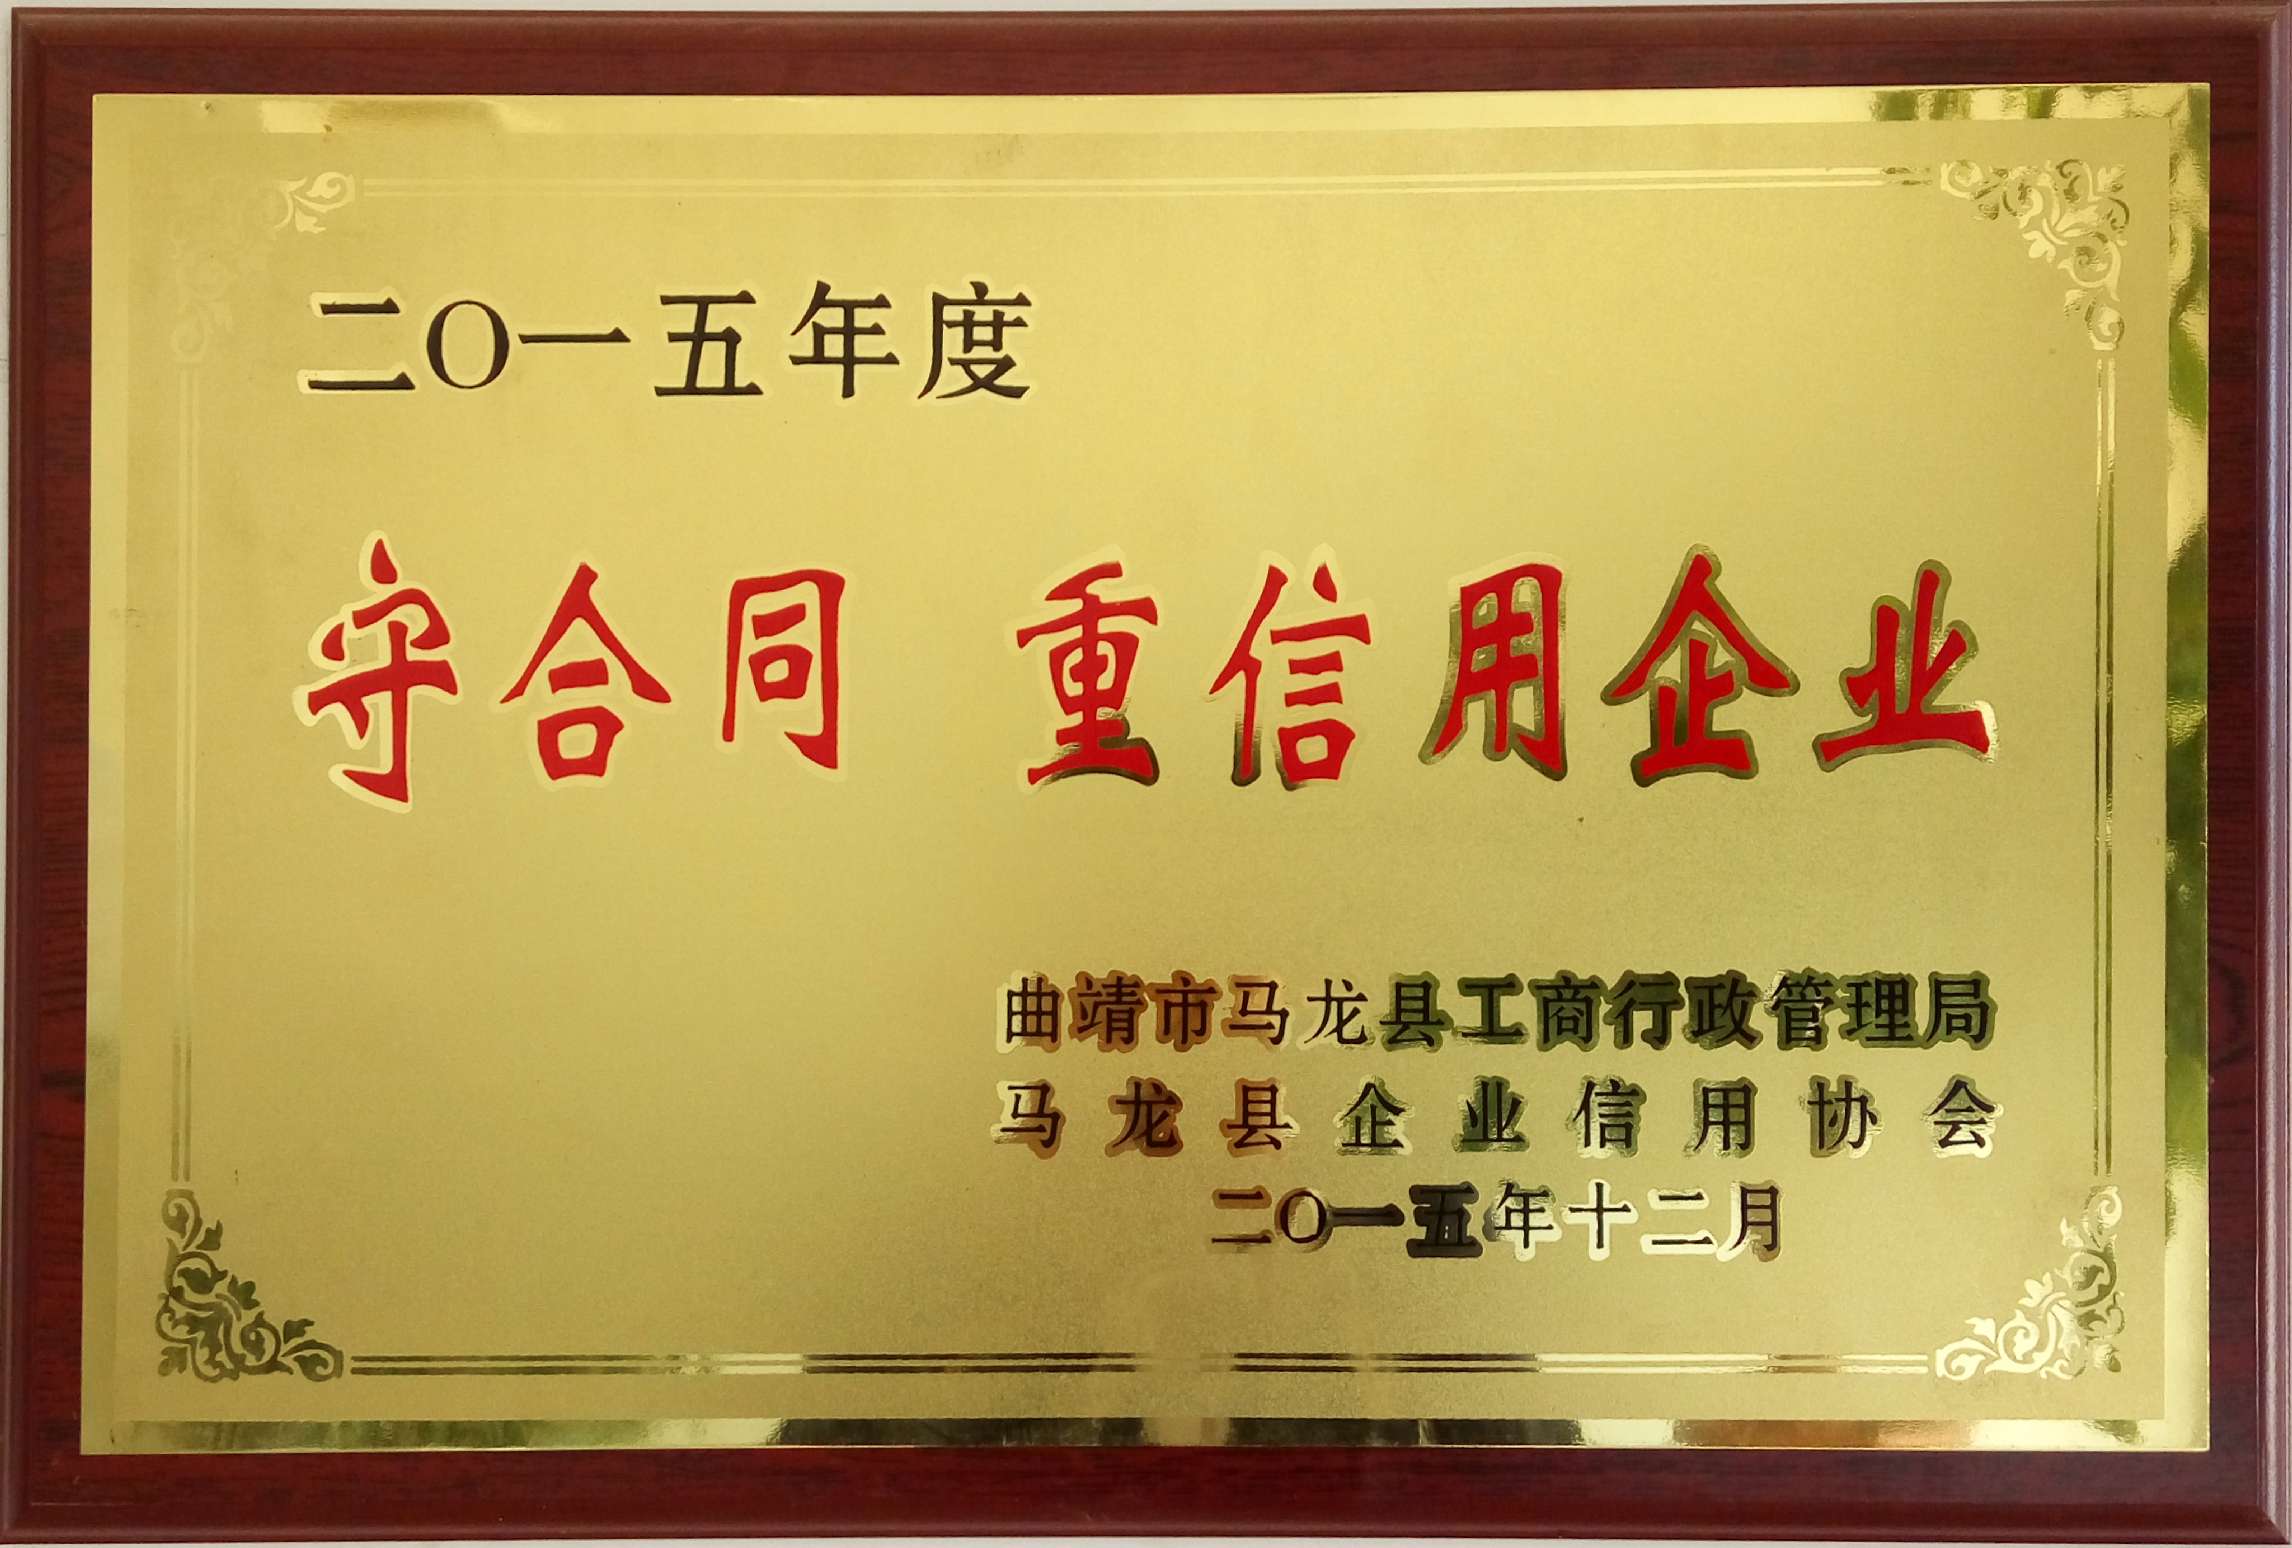 二〇一五年度
守合同 重信用企业
曲靖市马龙县工商行政管理局
马龙县企业信用协会
二〇一五年十二月